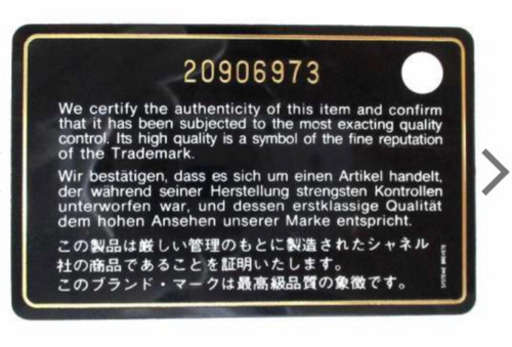 20906973
We certify the authenticity of this item and confirm
that it has been subjected to the most exacting quality
control. Its high quality is a symbol of the fine reputation
of the Trademark.
Wir bestätigen, dass es sich um einen Artikel handelt,
der während seiner Herstellung strengsten Kontrollen
unterworfen war, und dessen erstklassige Qualität
dem hohen Ansehen unserer Marke entspricht.
この製品は厳しい管理のもとに製造されたシャネル
社の商品であることを証明いたします。
このブランド・マークは最高級品質の象徴です。